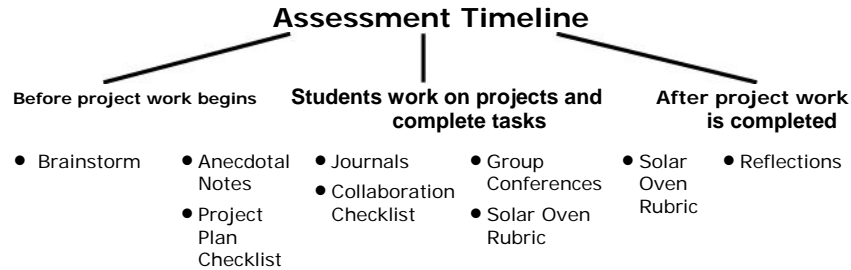 Assessment Timeline
Before project work begins
Students work on projects and
complete tasks
After project work
is completed
● Brainstorm
● Anecdotal
Notes
● Project
Plan
Checklist
● Journals
● Collaboration
Checklist
● Group
Conferences
● Solar Oven
Rubric
● Solar
Oven
Rubric
● Reflections